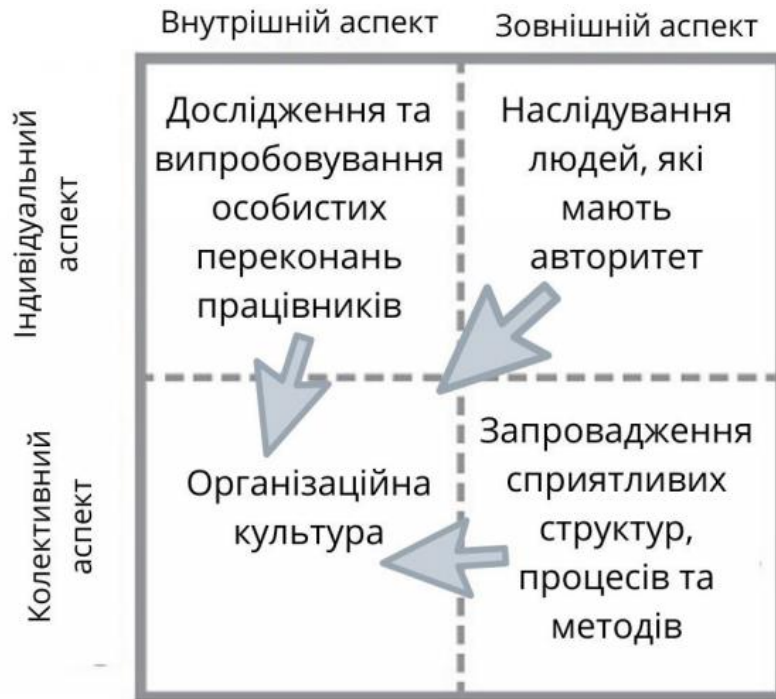 Внутрішній аспект
Зовнішній аспект
Індивідуальний
аспект
Дослідження та
випробовування
особистих
переконань
працівників
Наслідування
людей, які
мають
авторитет
Колективний
аспект
Організаційна
культура
Запровадження
сприятливих
структур,
процесів та
методів